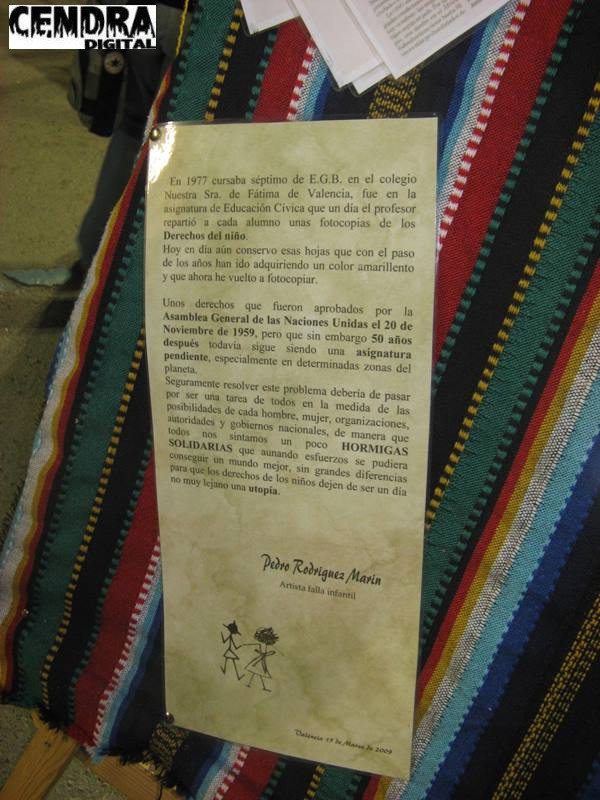 CENDRA
DIGITAL
En 1977 cursaba séptimo de E.G.B. en el colegio
Nuestra Sra. de Fátima de Valencia, fue en la
asignatura de Educación Cívica que un día el profesor
repartió a cada alumno unas fotocopias de los
Derechos del niño.
Hoy en día aún conservo esas hojas que con el paso
de los años han ido adquiriendo un color amarillento
y que ahora he vuelto a fotocopiar.
Unos derechos que fueron aprobados por la
Asamblea General de las Naciones Unidas el 20 de
Noviembre de 1959, pero que sin embargo 50 años
después todavía sigue siendo una asignatura
pendiente, especialmente en determinadas zonas del
planeta.
Seguramente resolver este problema debería de pasar
por ser una tarea de todos en la medida de las
posibilidades de cada hombre, mujer, organizaciones,
autoridades y gobiernos nacionales, de manera que
todos nos sintamos un poco HORMIGAS
SOLIDARIAS que aunando esfuerzos se pudiera
conseguir un mundo mejor, sin grandes diferencias
para que los derechos de los niños dejen de ser un día
no muy lejano una utopía.
Pedro Rodríguez Marín
Artista falla infantil
Valencia 15 de Marzo de 2009